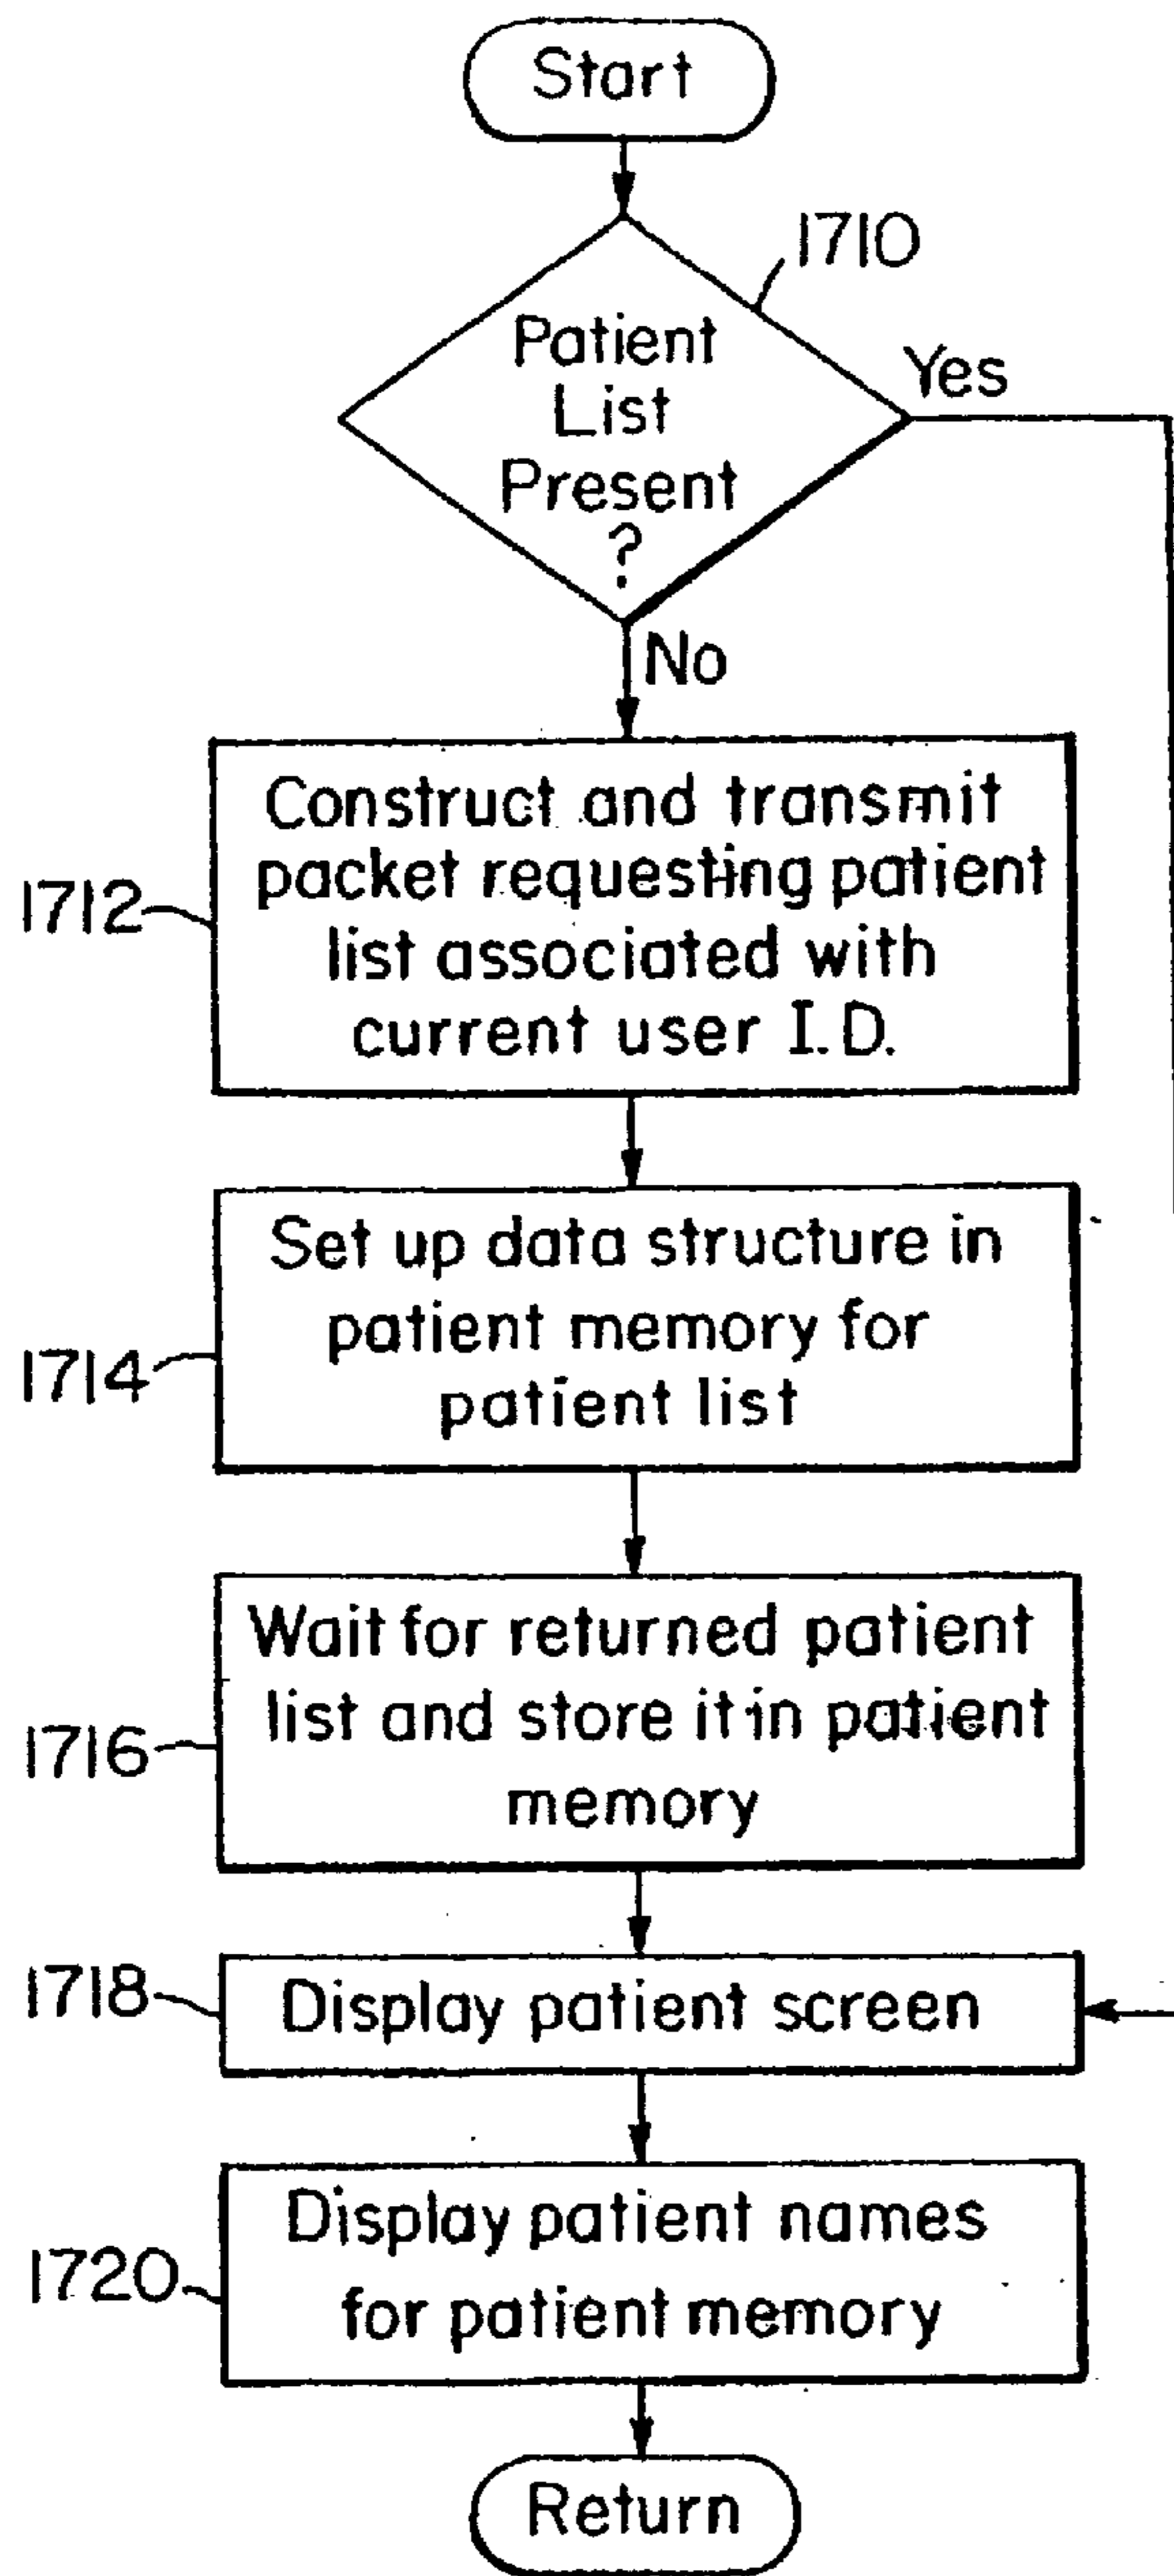 Start
1710
Patient
List
Present
?
Yes
No
Construct and transmit
packet requesting patient
list associated with
current user I.D.
1712
Set up data structure in
patient memory for
patient list
1714
Wait for returned patient
list and store it in patient
memory
1716
Display patient screen
1718
Display patient names
for patient memory
1720
Return